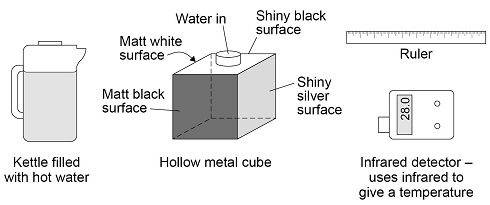 Water in
Shiny black
surface
Matt white
surface
Matt black
surface
Shiny
silver
surface
Ruler
28.0
Kettle filled
with hot water
Hollow metal cube
Infrared detector –
uses infrared to
give a temperature